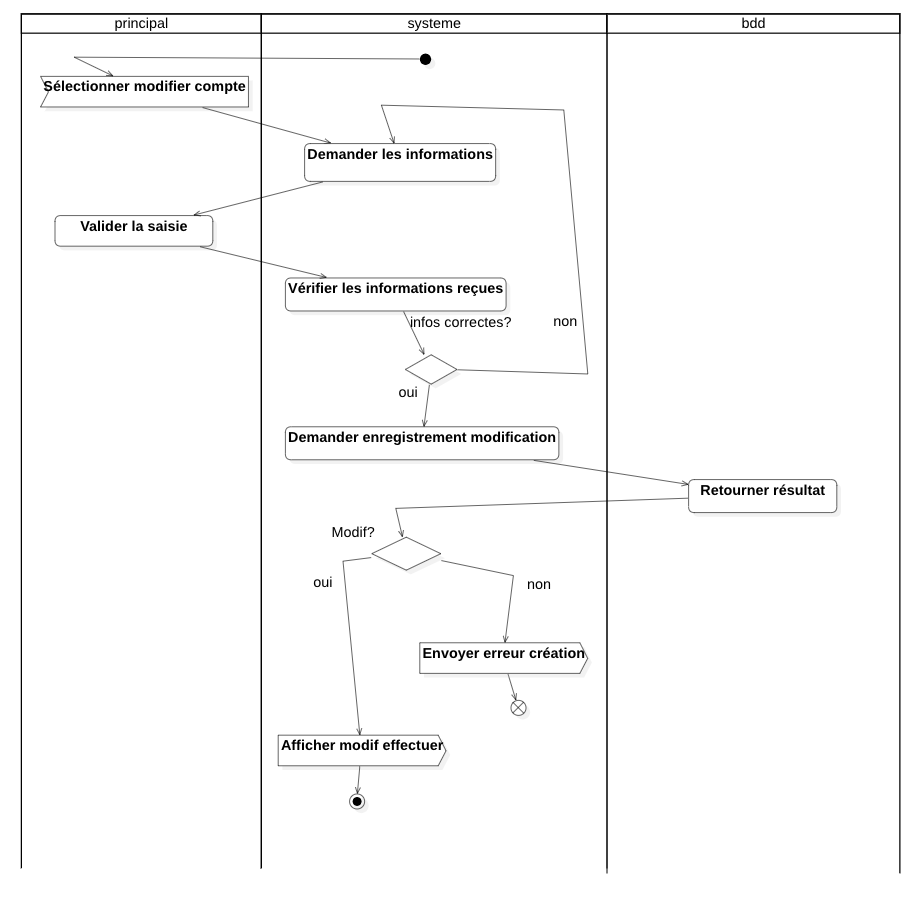 principal
systeme
bdd
Sélectionner modifier compte
Demander les informations
Valider la saisie
Vérifier les informations reçues
infos correctes?
non
oui
Demander enregistrement modification
Retourner résultat
Modif?
oui
non
Envoyer erreur création
Afficher modif effectuer